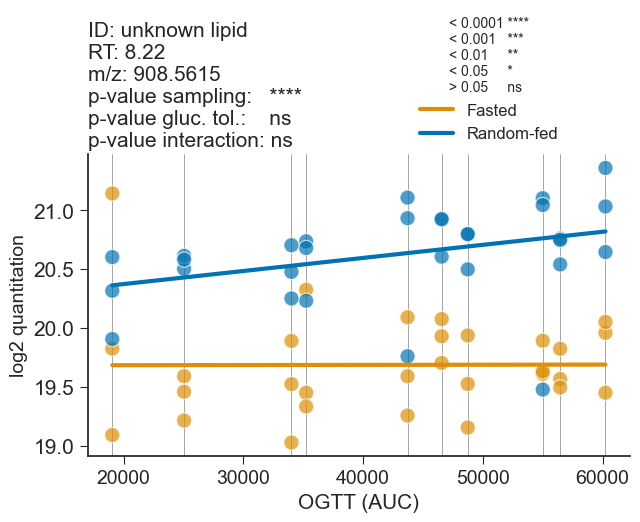 ID: unknown lipid
RT: 8.22
m/z: 908.5615
p-value sampling: ****
p-value gluc. tol.: ns
p-value interaction: ns
< 0.0001 ****
< 0.001 ***
< 0.01 **
< 0.05 *
> 0.05 ns
Fasted
Random-fed
log2 quantitation
21.0
20.5
20.0
19.5
19.0
20000 30000 40000 50000 60000
OGTT (AUC)